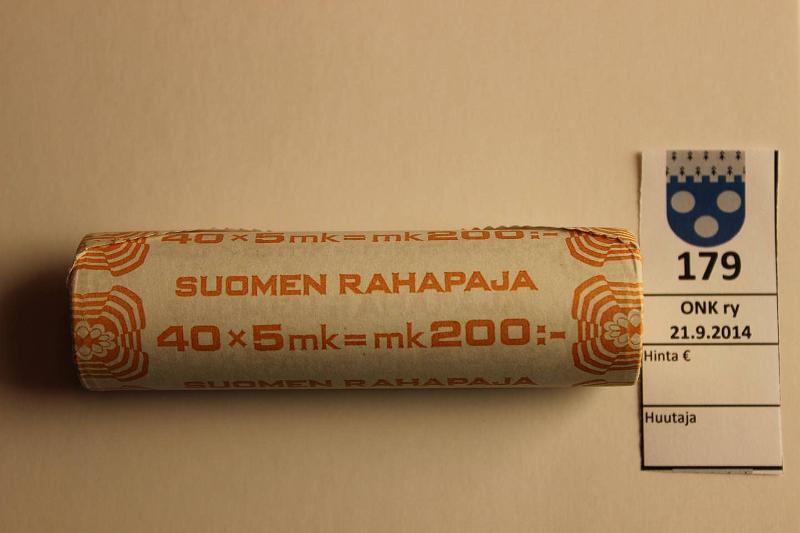 40×5mk=mk200:-
SUOMEN RAHAPAJA
40×5mk=mk200:-
SUOMEN RAHAPAJA
179
ONK ry
21.9.2014
Hinta €
Huutaja